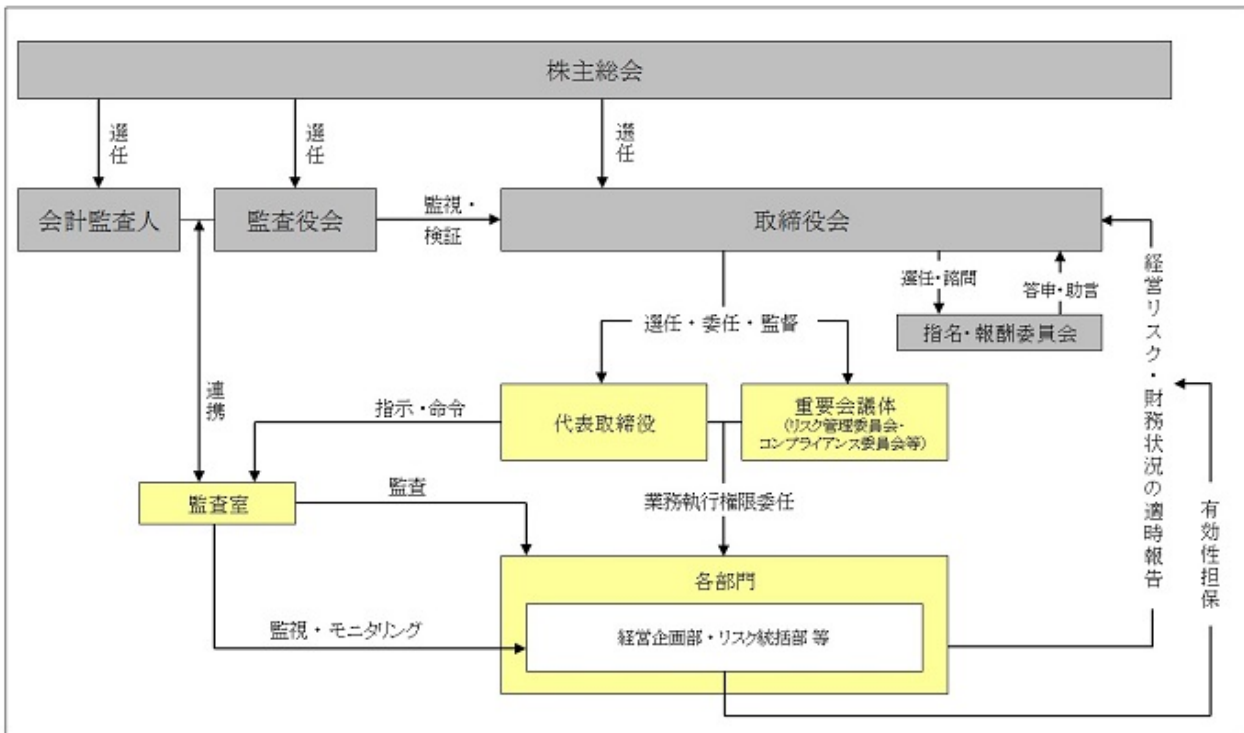 株主総会
選任
選任
選任
会計監査人
監査役会
監視・
検証
取締役会
選任・諮問
答申・助言
指名・報酬委員会
選任・委任・監督
連携
指示・命令
代表取締役
重要会議体
(リスク管理委員会・
コンプライアンス委員会等)
監査室
監査
業務執行権限委任
各部門
経営企画部・リスク統括部 等
監視・モニタリング
経営リスク・財務状況の適時報告
有効性担保